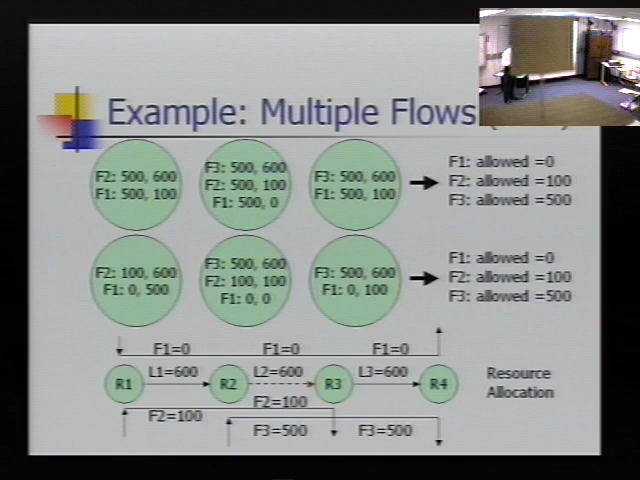 Example: Multiple Flows
F2: 500, 600
F1: 500, 100
F3: 500, 600
F2: 500, 100
F1: 500, 0
F3: 500, 600
F1: 500, 100
F1: allowed =0
F2: allowed =100
F3: allowed =500
F2: 100, 600
F1: 0, 500
F3: 500, 600
F2: 100, 100
F1: 0, 0
F3: 500, 600
F1: 0, 100
F1: allowed =0
F2: allowed =100
F3: allowed =500
F1=0
F1=0
F1=0
R1
L1=600
R2
L2=600
R3
L3=600
R4
Resource
Allocation
F2=100
F2=100
F3=500
F3=500